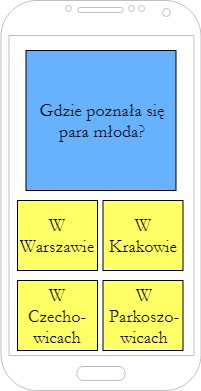 Gdzie poznała się
para młoda?
W
Warszawie
W
Krakowie
W
Czecho-
wicach
W
Parkoszo-
wicach